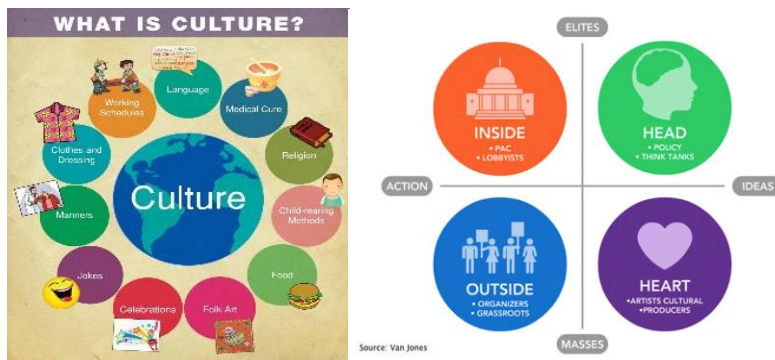 WHAT IS CULTURE?
Language
Medical Cure
Religion
Child-rearing
Methods
Food
Folk Art
Celebrations
Jokes
Manners
Clothes and
Dressing
Working
Schedules
Culture
ELITES
INSIDE
• PAC
• LOBBYISTS
HEAD
• POLICY
• THINK TANKS
ACTION
IDEAS
OUTSIDE
• ORGANIZERS
• GRASSROOTS
HEART
•ARTISTS CULTURAL
•PRODUCERS
MASSES
Source: Van Jones